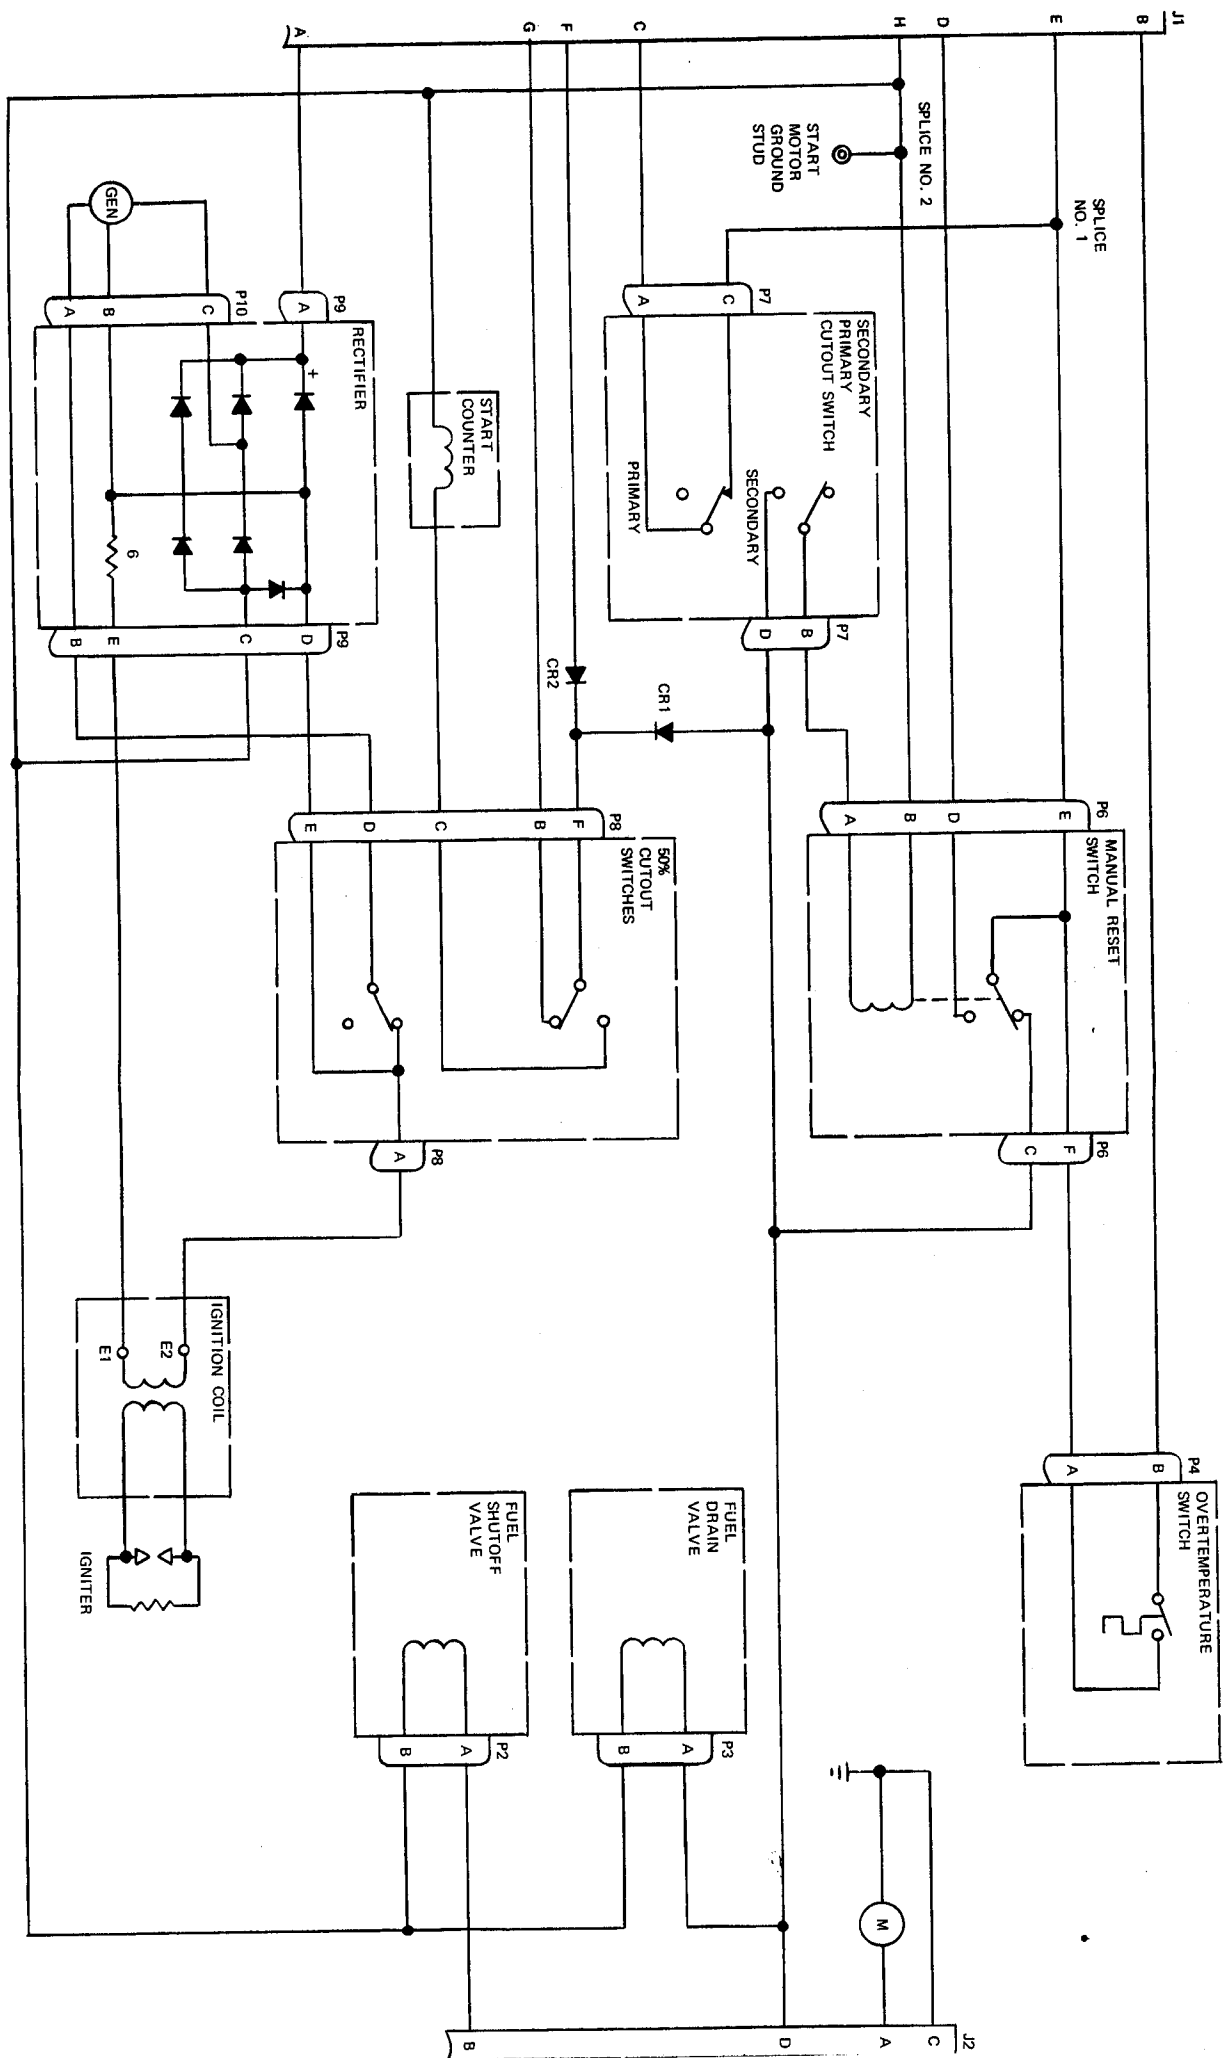 J1
B
E
D
H
C
F
G
A
SPLICE
NO. 1
SPLICE NO. 2
START
MOTOR
GROUND
STUD
P7
C
A
SECONDARY
PRIMARY
CUTOUT SWITCH
SECONDARY
PRIMARY
P7
B
D
P9
A
P10
C
B
A
GEN
RECTIFIER
+
6
P9
D
C
E
B
START
COUNTER
CR1
CR2
P6
E
D
B
A
MANUAL RESET
SWITCH
P6
F
C
P8
F
B
C
D
E
50%
CUTOUT
SWITCHES
P8
A
P4
B
A
OVERTEMPERATURE
SWITCH
IGNITION COIL
E2
E1
IGNITER
FUEL
DRAIN
VALVE
P3
A
B
FUEL
SHUTOFF
VALVE
P2
A
B
M
J2
C
A
D
B